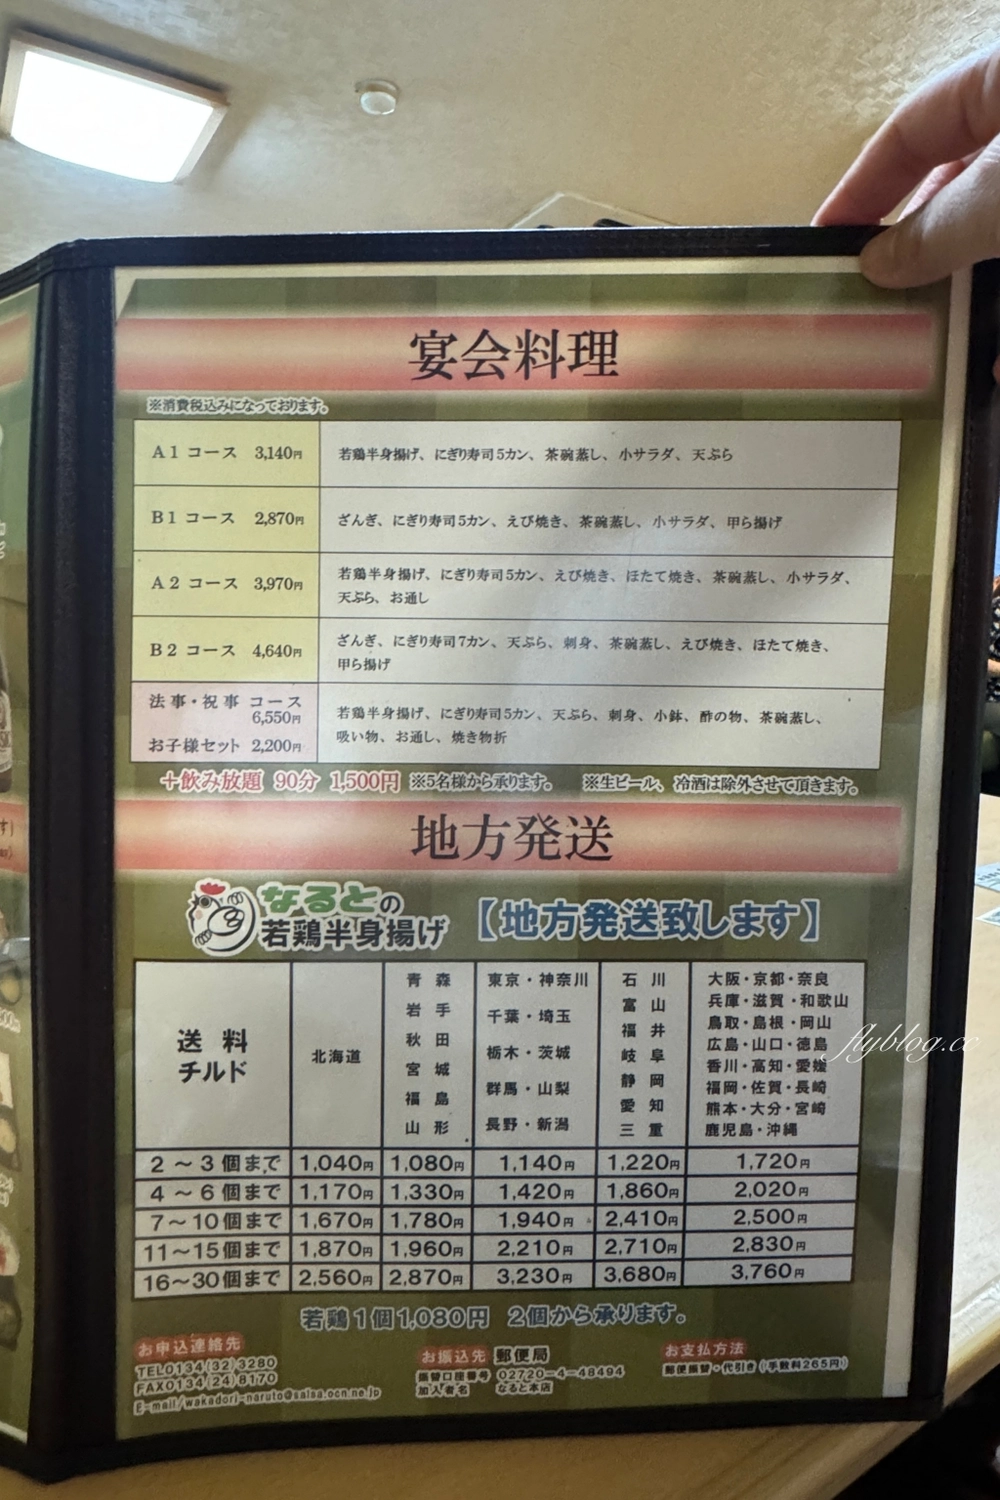 宴会料理
※消費税込みになっております。
A1 コース 3,140円
若鶏半身揚げ、にぎり寿司5カン、茶碗蒸し、小サラダ、天ぷら
B1 コース 2,870円
ざんぎ、にぎり寿司5カン、えび焼き、茶碗蒸し、小サラダ、甲ら揚げ
A2 コース 3,970円
若鶏半身揚げ、にぎり寿司5カン、えび焼き、ほたて焼き、茶碗蒸し、小サラダ、
天ぷら、お通し
B2 コース 4,640円
ざんぎ、にぎり寿司7カン、天ぷら、刺身、茶碗蒸し、えび焼き、ほたて焼き、
甲ら揚げ
法事・祝事 コース
6,550円
お子様セット 2,200円
若鶏半身揚げ、にぎり寿司5カン、天ぷら、刺身、小鉢、酢の物、茶碗蒸し、
吸い物、お通し、焼き物折
＋飲み放題 90分 1,500円 ※5名様から承ります。 ※生ビール、冷酒は除外させて頂きます。
地方発送
なるとの
若鶏半身揚げ
【地方発送致します】
送料
チルド
北海道
青森
岩手
秋田
宮城
福島
山形
東京・神奈川
千葉・埼玉
栃木・茨城
群馬・山梨
長野・新潟
石川
富山
福井
岐阜
静岡
愛知
三重
大阪・京都・奈良
兵庫・滋賀・和歌山
鳥取・島根・岡山
広島・山口・徳島
香川・高知・愛媛
福岡・佐賀・長崎
熊本・大分・宮崎
鹿児島・沖縄
2～3個まで 1,040円 1,080円 1,140円 1,220円 1,720円
4～6個まで 1,170円 1,330円 1,420円 1,860円 2,020円
7～10個まで 1,670円 1,780円 1,940円 2,410円 2,500円
11～15個まで 1,870円 1,960円 2,210円 2,710円 2,830円
16～30個まで 2,560円 2,870円 3,230円 3,680円 3,760円
若鶏1個1,080円 2個から承ります。
お申込連絡先
TEL0134(32)3280
FAX0134(24)8170
E-mail/wakadori-naruto@salsa.ocn.ne.jp
お振込先 郵便局
振替口座番号 02720-4-48494
加入者名 なると本店
お支払方法
郵便振替・代引き（手数料265円）
flyblog.cc